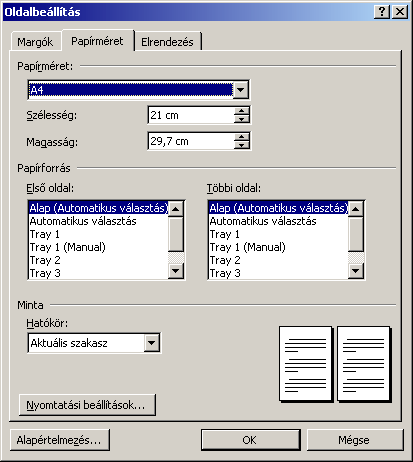 Oldalbeállítás
Margók Papírméret Elrendezés
Papírméret:
A4
Szélesség: 21 cm
Magasság: 29,7 cm
Papírforrás
Első oldal: Többi oldal:
Alap (Automatikus választás) Alap (Automatikus választás)
Automatikus választás Automatikus választás
Tray 1 Tray 1
Tray 1 (Manual) Tray 1 (Manual)
Tray 2 Tray 2
Tray 3 Tray 3
Minta
Hatókör:
Aktuális szakasz
Nyomtatási beállítások...
Alapértelmezés... OK Mégse